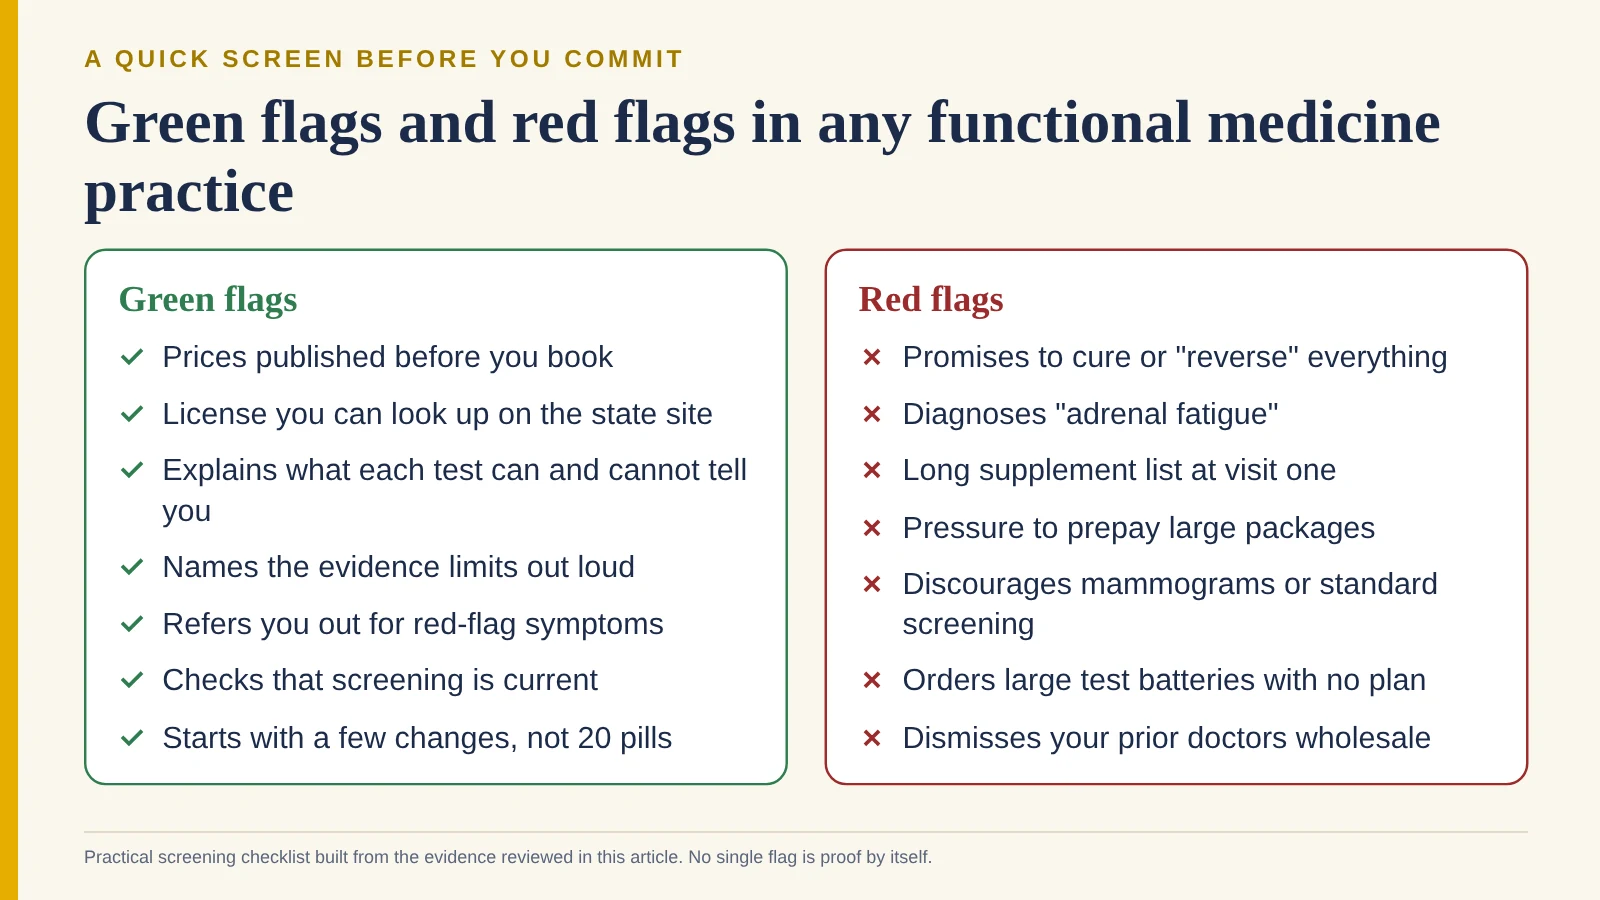 A QUICK SCREEN BEFORE YOU COMMIT
Green flags and red flags in any functional medicine
practice
Green flags
Prices published before you book
License you can look up on the state site
Explains what each test can and cannot tell
you
Names the evidence limits out loud
Refers you out for red-flag symptoms
Checks that screening is current
Starts with a few changes, not 20 pills
Red flags
Promises to cure or "reverse" everything
Diagnoses "adrenal fatigue"
Long supplement list at visit one
Pressure to prepay large packages
Discourages mammograms or standard
screening
Orders large test batteries with no plan
Dismisses your prior doctors wholesale
Practical screening checklist built from the evidence reviewed in this article. No single flag is proof by itself.